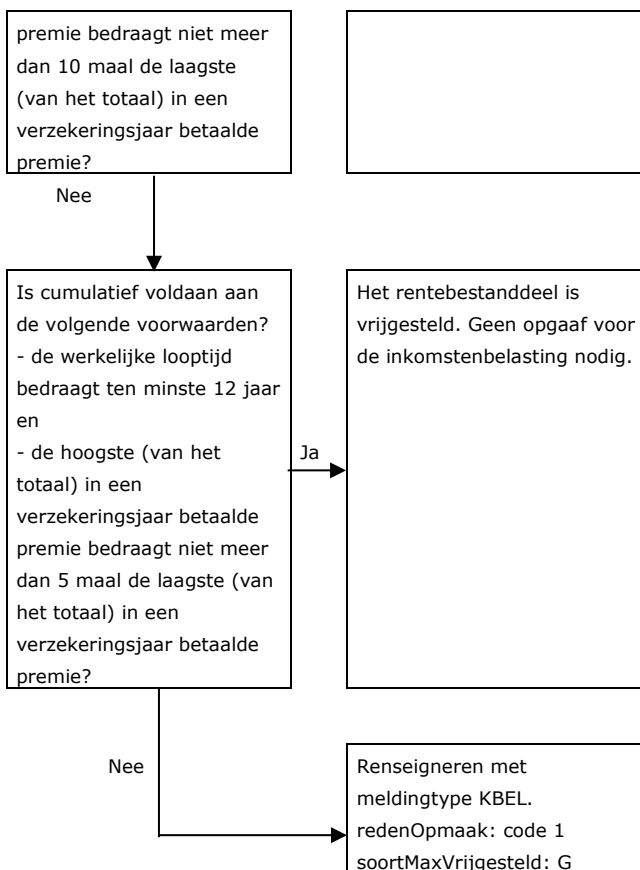 premie bedraagt niet meer
dan 10 maal de laagste
(van het totaal) in een
verzekeringsjaar betaalde
premie?
Nee
Is cumulatief voldaan aan
de volgende voorwaarden?
- de werkelijke looptijd
bedraagt ten minste 12 jaar
en
- de hoogste (van het
totaal) in een
verzekeringsjaar betaalde
premie bedraagt niet meer
dan 5 maal de laagste (van
het totaal) in een
verzekeringsjaar betaalde
premie?
Ja
Het rentebestanddeel is
vrijgesteld. Geen opgaaf voor
de inkomstenbelasting nodig.
Nee
Renseigneren met
meldingtype KBEL.
redenOpmaak: code 1
soortMaxVrijgesteld: G